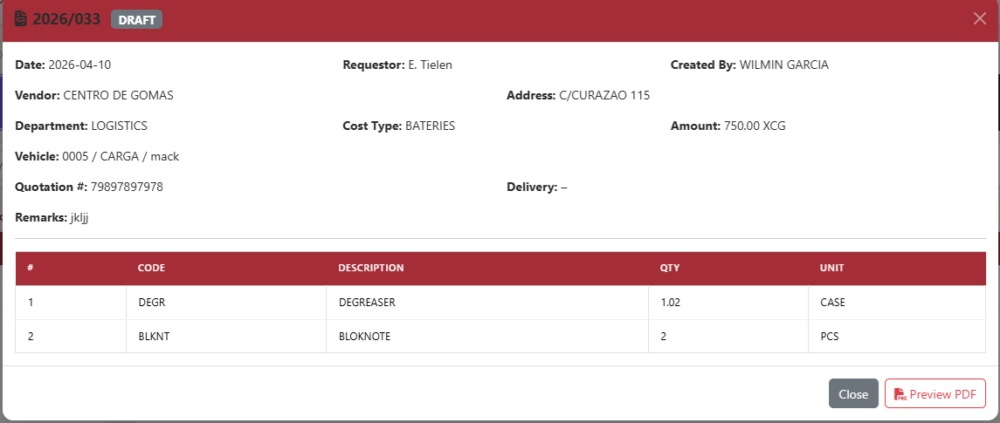 2026/033 DRAFT
Date: 2026-04-10 Requestor: E. Tielen Created By: WILMIN GARCIA
Vendor: CENTRO DE GOMAS Address: C/CURAZAO 115
Department: LOGISTICS Cost Type: BATERIES Amount: 750.00 XCG
Vehicle: 0005 / CARGA / mack
Quotation #: 79897897978 Delivery: –
Remarks: jkljj
# CODE DESCRIPTION QTY UNIT
1 DEGR DEGREASER 1.02 CASE
2 BLKNT BLOKNOTE 2 PCS
Close Preview PDF